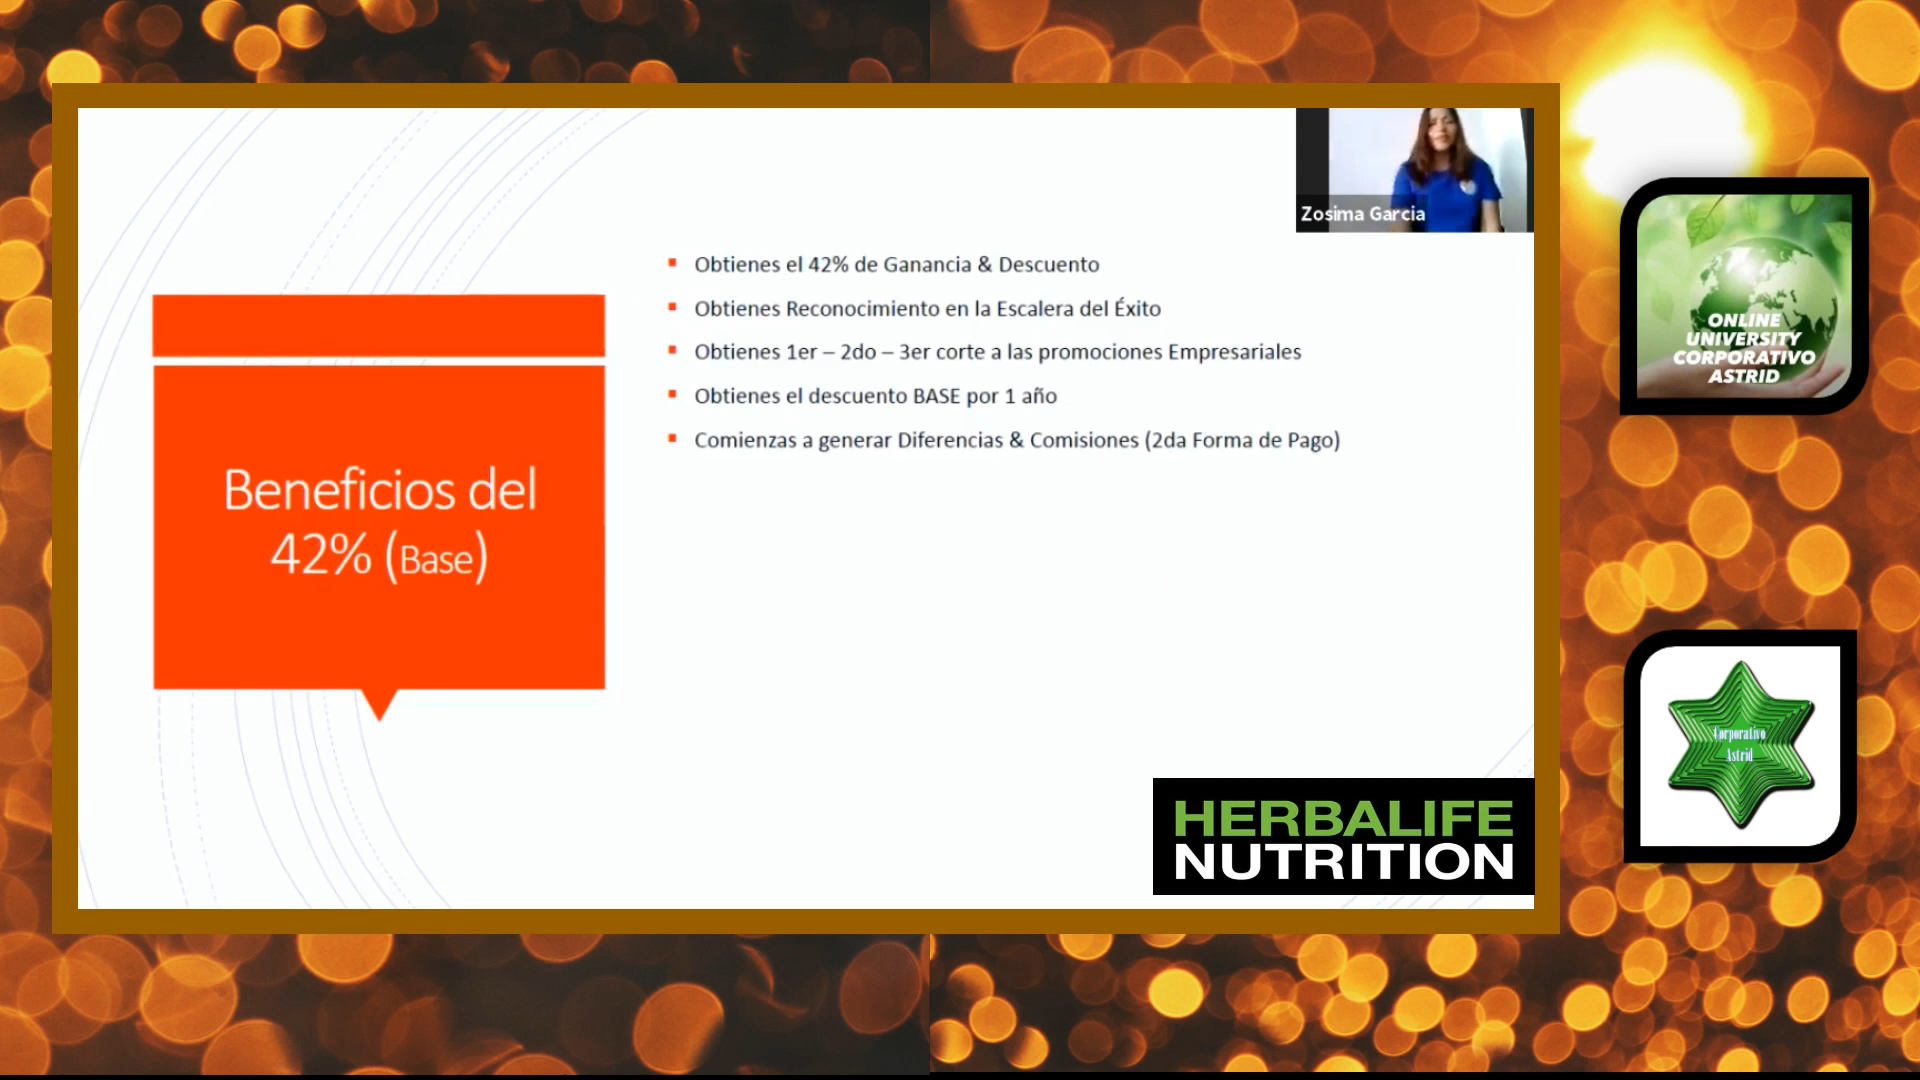 Zosima Garcia
Obtienes el 42% de Ganancia & Descuento
Obtienes Reconocimiento en la Escalera del Éxito
Obtienes 1er – 2do – 3er corte a las promociones Empresariales
Obtienes el descuento BASE por 1 año
Comienzas a generar Diferencias & Comisiones (2da Forma de Pago)
Beneficios del
42% (Base)
HERBALIFE
NUTRITION
ONLINE
UNIVERSITY
CORPORATIVO
ASTRID
Corporativo
Astrid